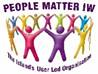 PEOPLE MATTER IW
The Island's User Led Organisation